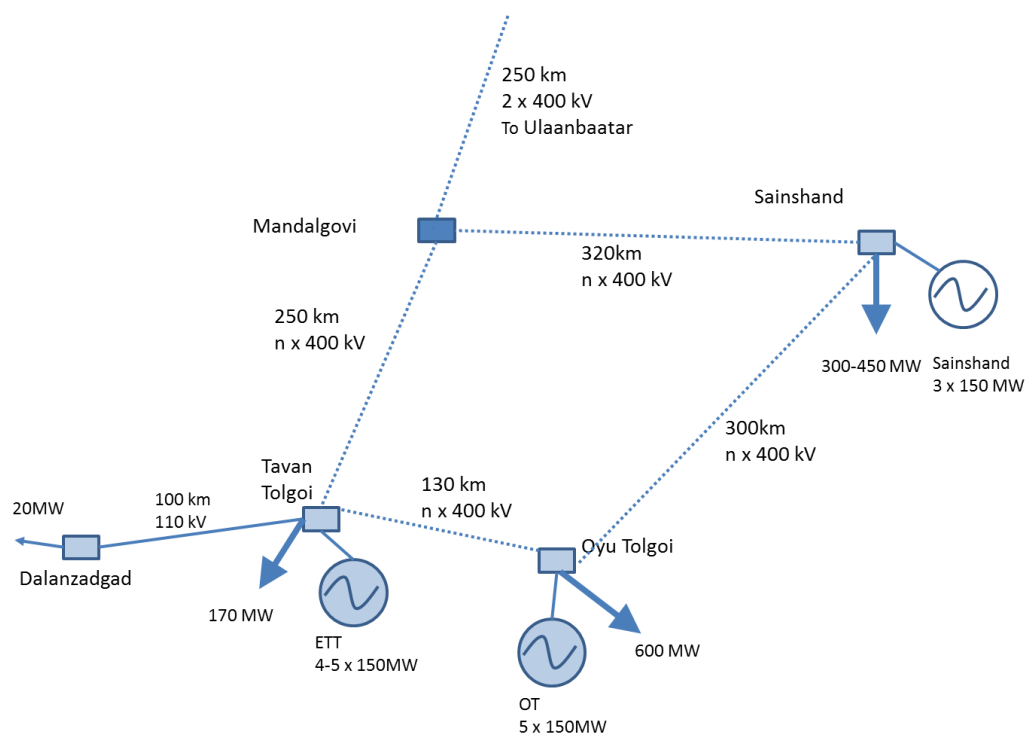 250 km
2 x 400 kV
To Ulaanbaatar
Sainshand
Mandalgovi
320km
n x 400 kV
250 km
n x 400 kV
300-450 MW
Sainshand
3 x 150 MW
300km
n x 400 kV
Tavan
Tolgoi
130 km
n x 400 kV
100 km
110 kV
20MW
Oyu Tolgoi
Dalanzadgad
170 MW
ETT
4-5 x 150MW
600 MW
OT
5 x 150MW